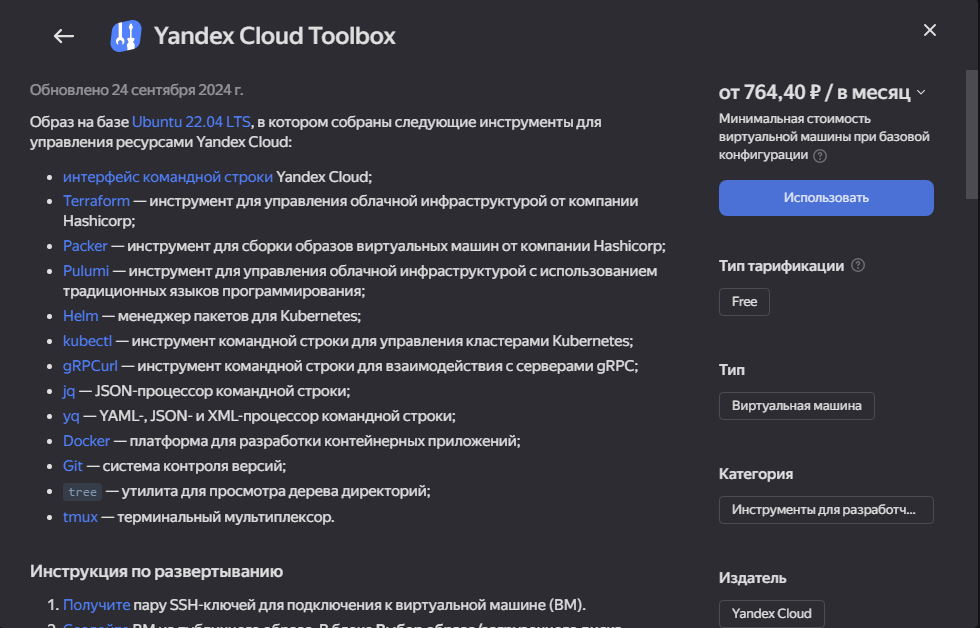 Yandex Cloud Toolbox
Обновлено 24 сентября 2024 г.
Образ на базе Ubuntu 22.04 LTS, в котором собраны следующие инструменты для
управления ресурсами Yandex Cloud:
• интерфейс командной строки Yandex Cloud;
• Terraform — инструмент для управления облачной инфраструктурой от компании
Hashicorp;
• Packer — инструмент для сборки образов виртуальных машин от компании Hashicorp;
• Pulumi — инструмент для управления облачной инфраструктурой с использованием
традиционных языков программирования;
• Helm — менеджер пакетов для Kubernetes;
• kubectl — инструмент командной строки для управления кластерами Kubernetes;
• gRPCurl — инструмент командной строки для взаимодействия с серверами gRPC;
• jq — JSON-процессор командной строки;
• yq — YAML-, JSON- и XML-процессор командной строки;
• Docker — платформа для разработки контейнерных приложений;
• Git — система контроля версий;
• tree — утилита для просмотра дерева директорий;
• tmux — терминальный мультиплексор.
Инструкция по развертыванию
1. Получите пару SSH-ключей для подключения к виртуальной машине (ВМ).
от 764,40 ₽ / в месяц
Минимальная стоимость
виртуальной машины при базовой
конфигурации
Использовать
Тип тарификации
Free
Тип
Виртуальная машина
Категория
Инструменты для разработч...
Издатель
Yandex Cloud